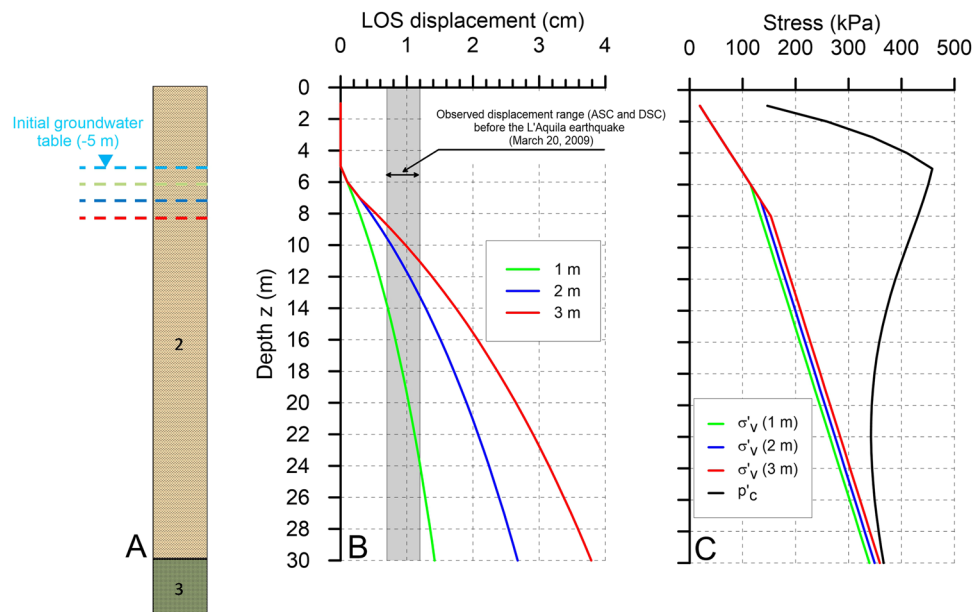 Initial groundwater
table (-5 m)
2
3
A
LOS displacement (cm)
0 1 2 3 4
Depth z (m)
0
2
4
6
8
10
12
14
16
18
20
22
24
26
28
30
Observed displacement range (ASC and DSC)
before the L'Aquila earthquake
(March 20, 2009)
1 m
2 m
3 m
B
Stress (kPa)
0 100 200 300 400 500
σ'v (1 m)
σ'v (2 m)
σ'v (3 m)
p'c
C